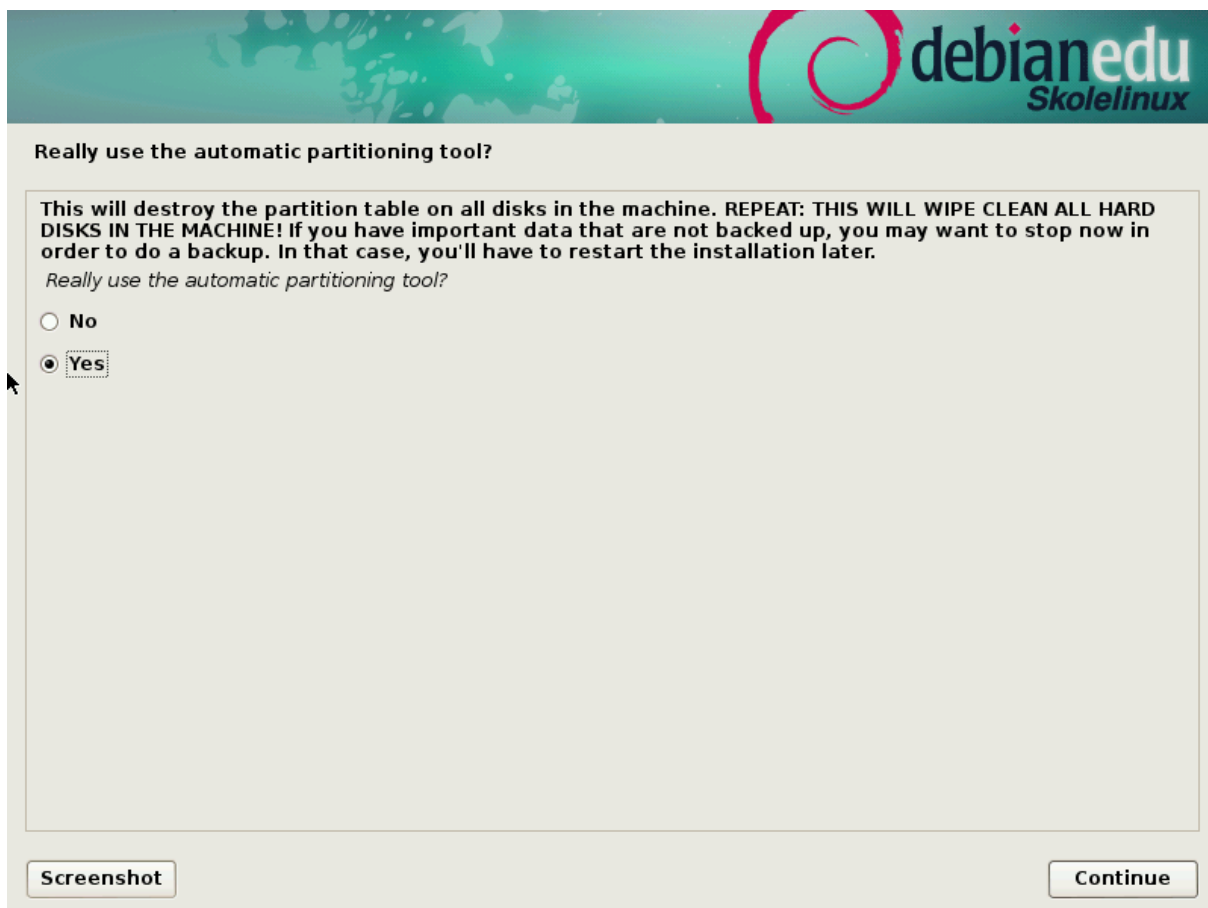 debianedu
Skolelinux
Really use the automatic partitioning tool?
This will destroy the partition table on all disks in the machine. REPEAT: THIS WILL WIPE CLEAN ALL HARD
DISKS IN THE MACHINE! If you have important data that are not backed up, you may want to stop now in
order to do a backup. In that case, you'll have to restart the installation later.
Really use the automatic partitioning tool?
No
Yes
Screenshot
Continue